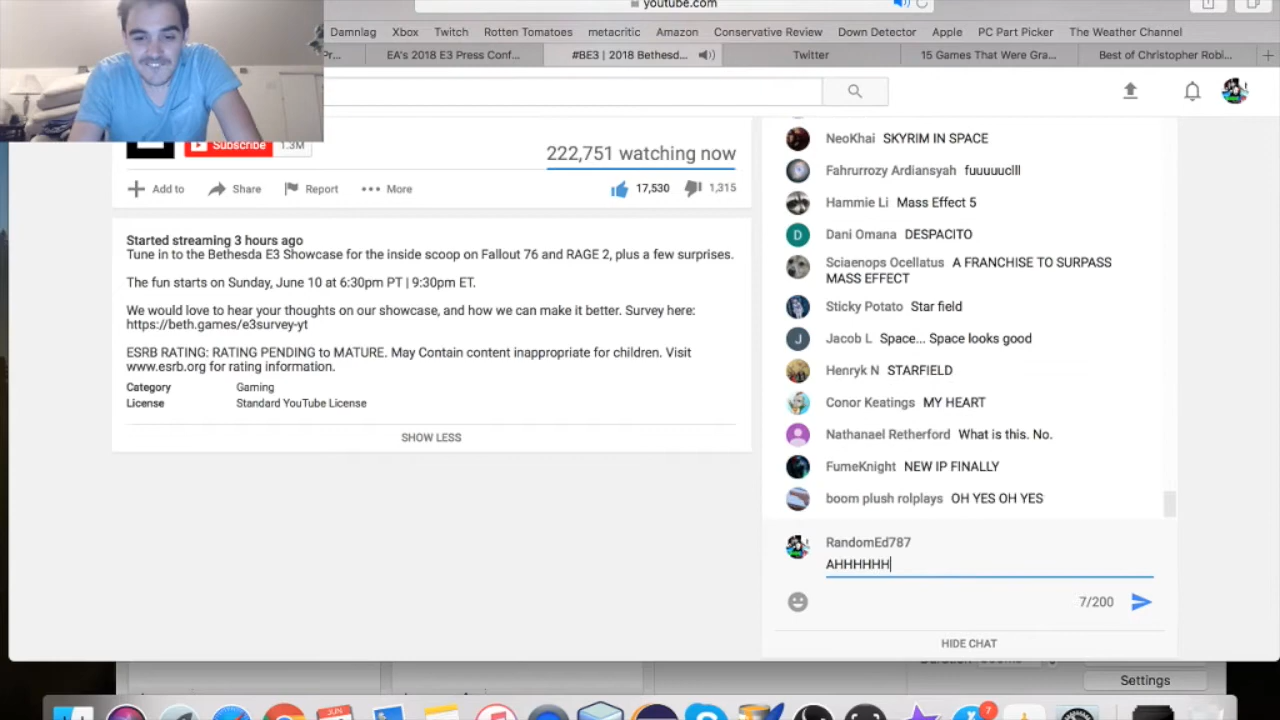 youtube.com
Damnlag Xbox Twitch Rotten Tomatoes metacritic Amazon Conservative Review Down Detector Apple PC Part Picker The Weather Channel
EA's 2018 E3 Press Conf... #BE3 | 2018 Bethesd... Twitter 15 Games That Were Gra... Best of Christopher Robi...
Subscribe 1.3M
222,751 watching now
Add to Share Report More 17,530 1,315
Started streaming 3 hours ago
Tune in to the Bethesda E3 Showcase for the inside scoop on Fallout 76 and RAGE 2, plus a few surprises.
The fun starts on Sunday, June 10 at 6:30pm PT | 9:30pm ET.
We would love to hear your thoughts on our showcase, and how we can make it better. Survey here:
https://beth.games/e3survey-yt
ESRB RATING: RATING PENDING to MATURE. May Contain content inappropriate for children. Visit
www.esrb.org for rating information.
Category Gaming
License Standard YouTube License
SHOW LESS
NeoKhai SKYRIM IN SPACE
Fahrurrozy Ardiansyah fuuuuuclll
Hammie Li Mass Effect 5
D Dani Omana DESPACITO
Sciaenops Ocellatus A FRANCHISE TO SURPASS
MASS EFFECT
Sticky Potato Star field
J Jacob L Space... Space looks good
Henryk N STARFIELD
Conor Keatings MY HEART
Nathanael Retherford What is this. No.
FumeKnight NEW IP FINALLY
boom plush rolplays OH YES OH YES
RandomEd787
AHHHHHH
7/200
HIDE CHAT
Settings
JUN
7